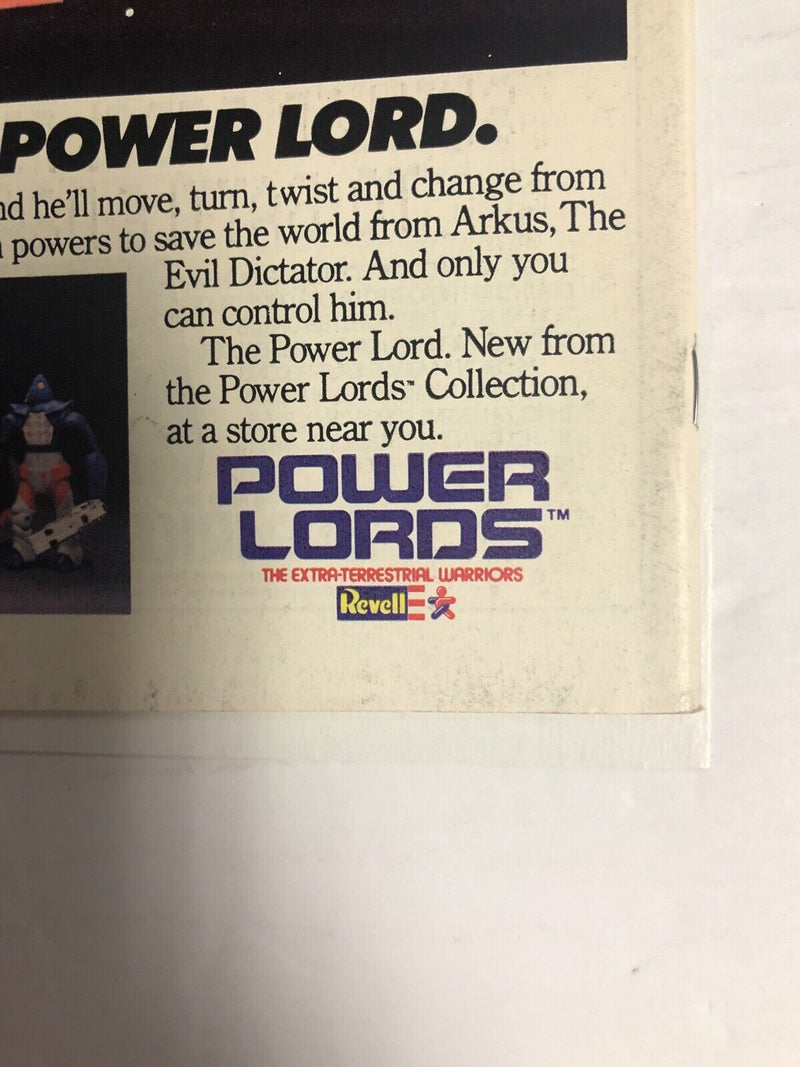 POWER LORD.
nd he'll move, turn, twist and change from
powers to save the world from Arkus, The
Evil Dictator. And only you
can control him.
The Power Lord. New from
the Power Lords™ Collection,
at a store near you.
POWER
LORDS™
THE EXTRA-TERRESTRIAL WARRIORS
Revell